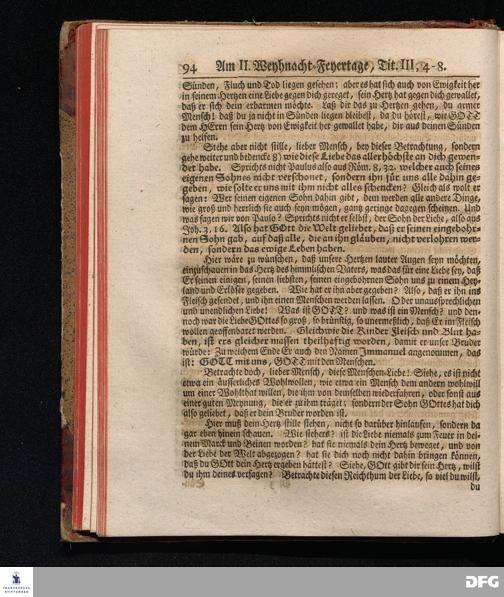 94 Am II. Weyhnacht-Feyertage, Tit. III, 4-8.
Sünden, Fluch und Tod liegen gesehen; aber es hat sich auch von Ewigkeit her
in seinem Hertzen eine Liebe gegen dich gereget, sein Hertz hat gegen dich gewallet,
daß er sich dein erbarmen möchte. Laß dir das zu Hertzen gehen, du armer
Mensch! daß du ja nicht in Sünden liegen bleibest, da du hörest, wie GOTT
dem HErrn sein Hertz von Ewigkeit her gewallet habe, dir aus deinen Sünden
zu helfen.
Stehe aber nicht stille, lieber Mensch, bey dieser Betrachtung, sondern
gehe weiter und bedencke 8) wie diese Liebe das allerhöchste an dich gewen-
det habe. Sprichts nicht Paulus also aus Röm. 8, 32. welcher auch seines
eigenen Sohnes nicht verschonet, sondern ihn für uns alle dahin ge-
geben, wie solte er uns mit ihm nicht alles schencken? Gleich als wolt er
sagen: Wer seinen eigenen Sohn dahin gibt, dem werden alle andere Dinge,
wie groß und herrlich sie auch seyn mögen, gantz geringe dagegen scheinen. Und
was sagen wir von Paulo? Sprichts nicht er selbst, der Sohn der Liebe, also aus
Joh. 3, 16. Also hat GOtt die Welt geliebet, daß er seinen eingebohr-
nen Sohn gab, auf daß alle, die an ihn gläuben, nicht verlohren wer-
den, sondern das ewige Leben haben.
Hier wäre zu wünschen, daß unsere Hertzen lauter Augen seyn möchten,
einzuschauen in das Hertz des himmlischen Vaters, was das für eine Liebe sey, daß
Er seinen einigen, seinen liebsten, seinen eingebohrnen Sohn uns zu einem Hey-
land und Erlöser gegeben. Wie hat er ihn aber gegeben? Also, daß er ihn ins
Fleisch gesendet, und ihn einen Menschen werden lassen. O der unaussprechlichen
und unendlichen Liebe! Was ist GOTT? und was ist ein Mensch? und den-
noch war die Liebe GOttes so groß, so brünstig, so unermeßlich, daß Er im Fleisch
wollen geoffenbaret werden. Gleichwie die Kinder Fleisch und Blut ha-
ben, ist ers gleicher massen theilhaftig worden, damit er unser Bruder
würde: Zu welchem Ende Er auch den Namen Immanuel angenommen, das
ist: GOTT mit uns, GOTT mit den Menschen.
Betrachte doch, lieber Mensch, diese Menschen-Liebe! Siehe, es ist nicht
etwa ein äusserliches Wohlwollen, wie etwa ein Mensch dem andern wohlwill
um einer Wohlthat willen, die ihm von demselben wiederfahren, oder sonst aus
einer guten Meynung, die er zu ihm träget: sondern der Sohn GOttes hat dich
also geliebet, daß er dein Bruder worden ist.
Hier muß dein Hertz stille stehen, nicht so darüber hinlaufen, sondern da
gar eben hinein schauen. Wie stehets? ist die Liebe niemals zum Feuer in dei-
nem Marck und Beinen worden? hat sie niemals dein Hertz beweget, und von
der Liebe der Welt abgezogen? hat sie dich noch nicht dahin bringen können,
daß du GOtt dein Hertz ergeben hättest? Siehe, GOtt gibt dir sein Hertz, wilst
du ihm deines versagen? Betrachte diesen Reichthum der Liebe, so viel du wilst,
du
FRANCKESCHE
STIFTUNGEN
DFG